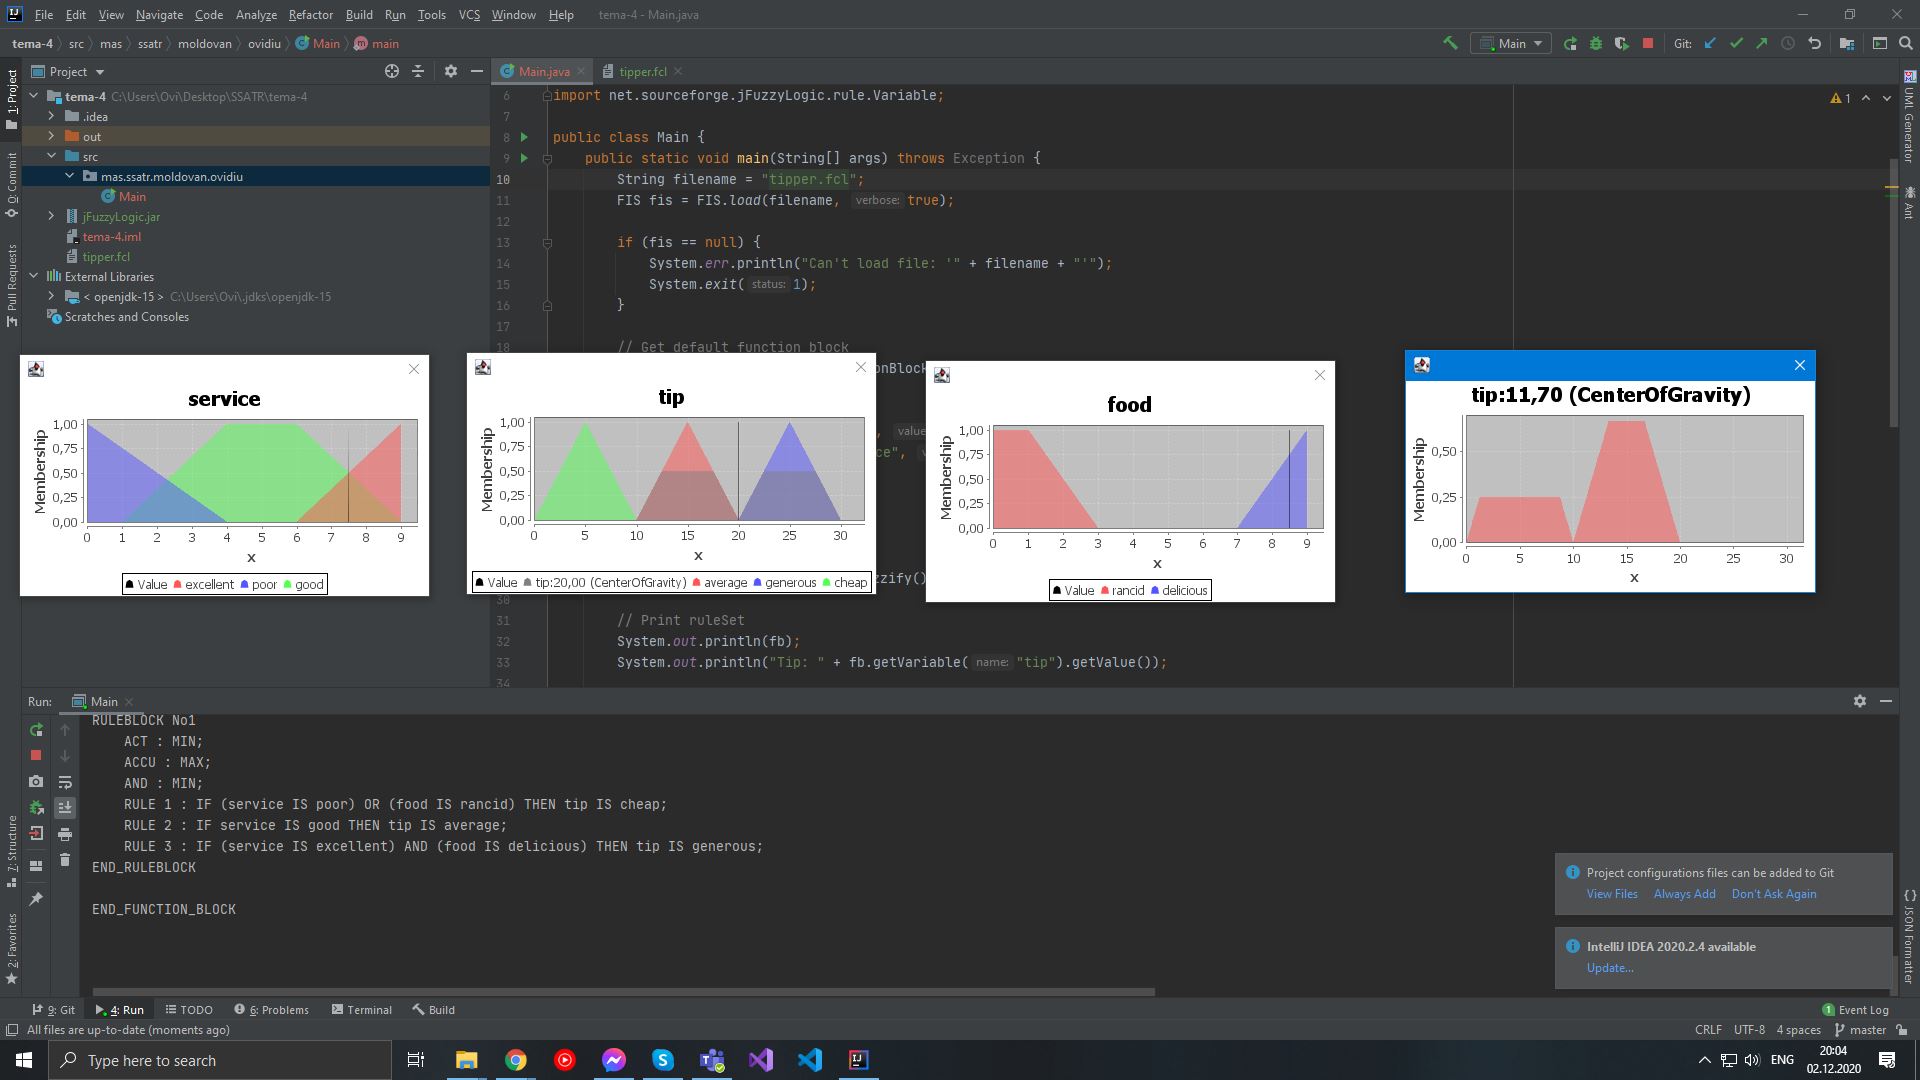 File Edit View Navigate Code Analyze Refactor Build Run Tools VCS Window Help tema-4 - Main.java
tema-4 src mas ssatr moldovan ovidiu Main main
Main Git:
Project
Main.java tipper.fcl
tema-4 C:\Users\Ovi\Desktop\SSATR\tema-4
.idea
out
src
mas.ssatr.moldovan.ovidiu
Main
jFuzzyLogic.jar
tema-4.iml
tipper.fcl
External Libraries
< openjdk-15 > C:\Users\Ovi\.jdks\openjdk-15
Scratches and Consoles
1: Project
0: Commit
Pull Requests
7: Structure
2: Favorites
6 import net.sourceforge.jFuzzyLogic.rule.Variable;
7
8 public class Main {
9 public static void main(String[] args) throws Exception {
10 String filename = "tipper.fcl";
11 FIS fis = FIS.load(filename, verbose: true);
12
13 if (fis == null) {
14 System.err.println("Can't load file: '" + filename + "'");
15 System.exit( status: 1);
16 }
17
18 // Get default function block
onBlock
, value
ce",
zzify()
30
31 // Print ruleSet
32 System.out.println(fb);
33 System.out.println("Tip: " + fb.getVariable( name: "tip").getValue());
34
1
UML Generator
Ant
JSON Formatter
service
Membership
1,00
0,75
0,50
0,25
0,00
0 1 2 3 4 5 6 7 8 9
x
Value excellent poor good
tip
Membership
1,00
0,75
0,50
0,25
0,00
0 5 10 15 20 25 30
x
Value tip:20,00 (CenterOfGravity) average generous cheap
food
Membership
1,00
0,75
0,50
0,25
0,00
0 1 2 3 4 5 6 7 8 9
x
Value rancid delicious
tip:11,70 (CenterOfGravity)
Membership
0,50
0,25
0,00
0 5 10 15 20 25 30
x
Run: Main
RULEBLOCK No1
ACT : MIN;
ACCU : MAX;
AND : MIN;
RULE 1 : IF (service IS poor) OR (food IS rancid) THEN tip IS cheap;
RULE 2 : IF service IS good THEN tip IS average;
RULE 3 : IF (service IS excellent) AND (food IS delicious) THEN tip IS generous;
END_RULEBLOCK
END_FUNCTION_BLOCK
Project configurations files can be added to Git
View Files Always Add Don't Ask Again
IntelliJ IDEA 2020.2.4 available
Update...
9: Git 4: Run TODO 6: Problems Terminal Build 1 Event Log
All files are up-to-date (moments ago) CRLF UTF-8 4 spaces master
Type here to search
ENG
20:04
02.12.2020